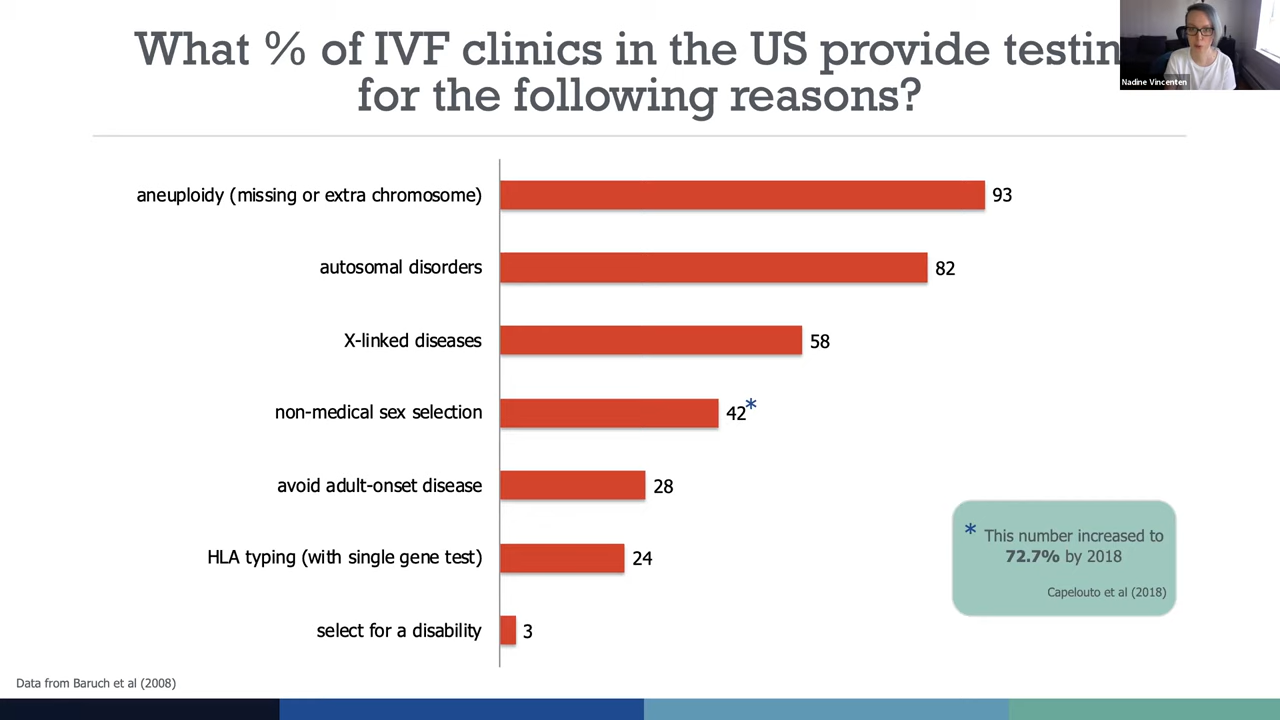 What % of IVF clinics in the US provide testin
for the following reasons?
Nadine Vincenten
aneuploidy (missing or extra chromosome)
93
autosomal disorders
82
X-linked diseases
58
non-medical sex selection
42*
avoid adult-onset disease
28
HLA typing (with single gene test)
24
select for a disability
3
* This number increased to
72.7% by 2018
Capelouto et al (2018)
Data from Baruch et al (2008)